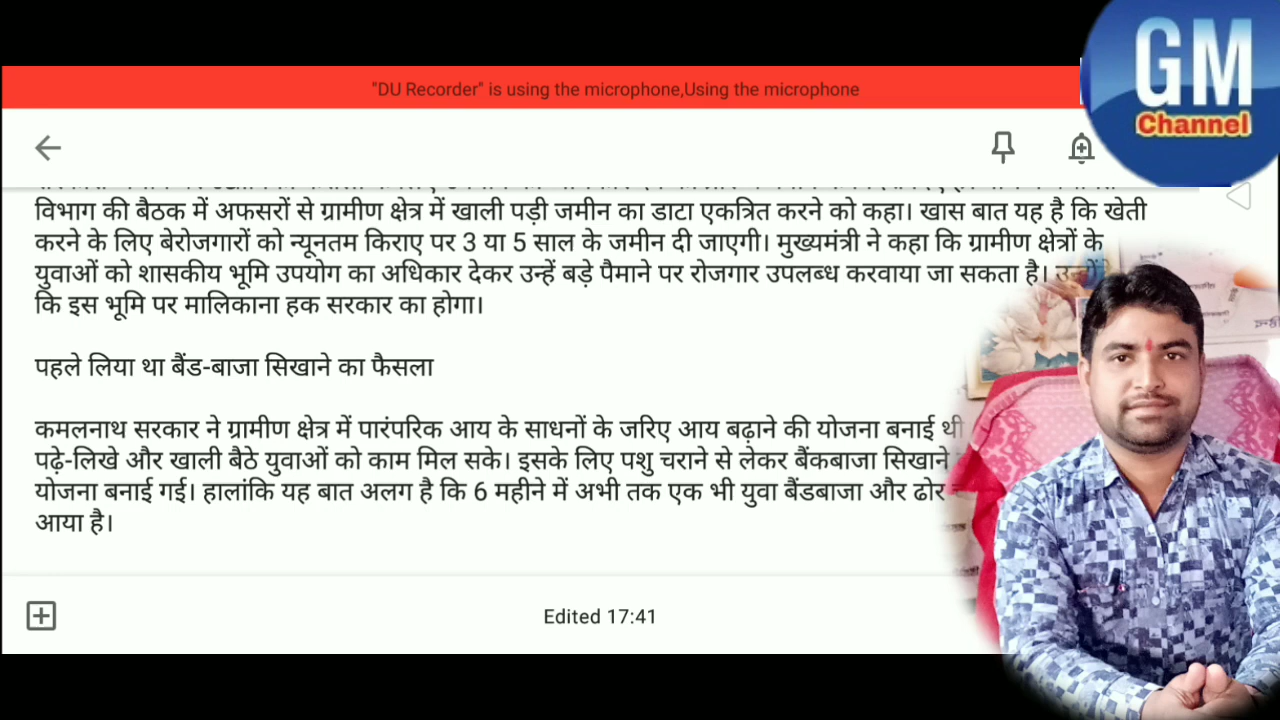 GM
Channel
"DU Recorder" is using the microphone,Using the microphone
विभाग की बैठक में अफसरों से ग्रामीण क्षेत्र में खाली पड़ी जमीन का डाटा एकत्रित करने को कहा। खास बात यह है कि खेती
करने के लिए बेरोजगारों को न्यूनतम किराए पर 3 या 5 साल के जमीन दी जाएगी। मुख्यमंत्री ने कहा कि ग्रामीण क्षेत्रों के
युवाओं को शासकीय भूमि उपयोग का अधिकार देकर उन्हें बड़े पैमाने पर रोजगार उपलब्ध करवाया जा सकता है।
कि इस भूमि पर मालिकाना हक सरकार का होगा।
पहले लिया था बैंड-बाजा सिखाने का फैसला
कमलनाथ सरकार ने ग्रामीण क्षेत्र में पारंपरिक आय के साधनों के जरिए आय बढ़ाने की योजना बनाई थी
पढ़े-लिखे और खाली बैठे युवाओं को काम मिल सके। इसके लिए पशु चराने से लेकर बैंकबाजा सिखाने
योजना बनाई गई। हालांकि यह बात अलग है कि 6 महीने में अभी तक एक भी युवा बैंडबाजा और ढोर
आया है।
Edited 17:41